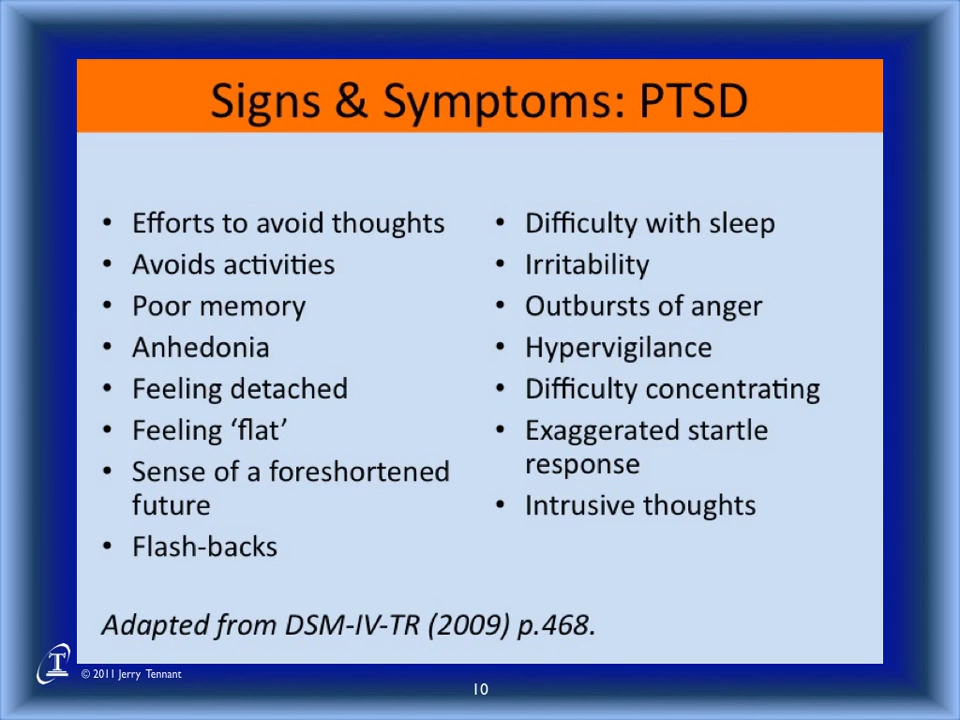 Signs & Symptoms: PTSD
• Efforts to avoid thoughts
• Avoids activities
• Poor memory
• Anhedonia
• Feeling detached
• Feeling ‘flat’
• Sense of a foreshortened
future
• Flash-backs
• Difficulty with sleep
• Irritability
• Outbursts of anger
• Hypervigilance
• Difficulty concentrating
• Exaggerated startle
response
• Intrusive thoughts
Adapted from DSM-IV-TR (2009) p.468.
T
© 2011 Jerry Tennant
10